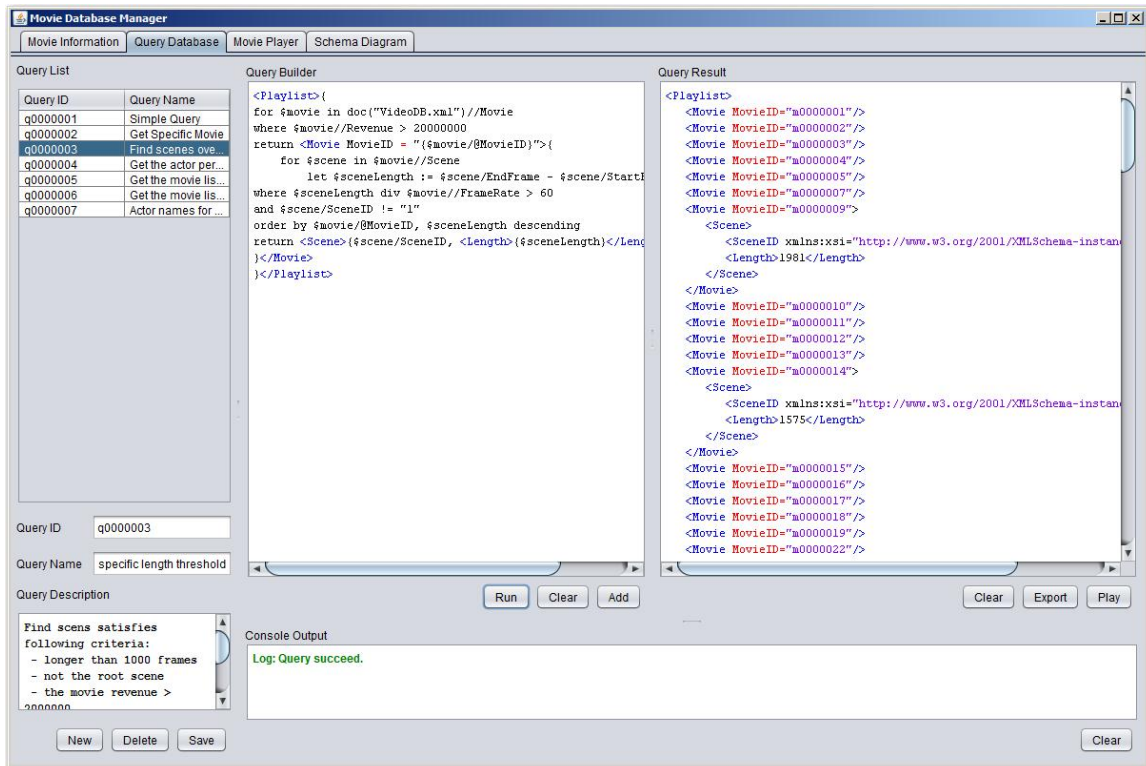 Movie Database Manager
Movie Information Query Database Movie Player Schema Diagram
Query List
Query ID Query Name
q0000001 Simple Query
q0000002 Get Specific Movie
q0000003 Find scenes ove...
q0000004 Get the actor per...
q0000005 Get the movie lis...
q0000006 Get the movie lis...
q0000007 Actor names for ...
Query ID q0000003
Query Name specific length threshold
Query Description
Find scens satisfies
following criteria:
- longer than 1000 frames
- not the root scene
- the movie revenue >
2000000
New Delete Save
Query Builder
<Playlist>{
for $movie in doc("VideoDB.xml")//Movie
where $movie//Revenue > 20000000
return <Movie MovieID = "{$movie/@MovieID}">{
for $scene in $movie//Scene
let $sceneLength := $scene/EndFrame - $scene/StartF
where $sceneLength div $movie//FrameRate > 60
and $scene/SceneID != "1"
order by $movie/@MovieID, $sceneLength descending
return <Scene>{$scene/SceneID, <Length>{$sceneLength}</Leng
}</Movie>
}</Playlist>
Run Clear Add
Query Result
<Playlist>
<Movie MovieID="m0000001"/>
<Movie MovieID="m0000002"/>
<Movie MovieID="m0000003"/>
<Movie MovieID="m0000004"/>
<Movie MovieID="m0000005"/>
<Movie MovieID="m0000007"/>
<Movie MovieID="m0000009">
<Scene>
<SceneID xmlns:xsi="http://www.w3.org/2001/XMLSchema-instan
<Length>1981</Length>
</Scene>
</Movie>
<Movie MovieID="m0000010"/>
<Movie MovieID="m0000011"/>
<Movie MovieID="m0000012"/>
<Movie MovieID="m0000013"/>
<Movie MovieID="m0000014">
<Scene>
<SceneID xmlns:xsi="http://www.w3.org/2001/XMLSchema-instan
<Length>1575</Length>
</Scene>
</Movie>
<Movie MovieID="m0000015"/>
<Movie MovieID="m0000016"/>
<Movie MovieID="m0000017"/>
<Movie MovieID="m0000018"/>
<Movie MovieID="m0000019"/>
<Movie MovieID="m0000022"/>
Clear Export Play
Console Output
Log: Query succeed.
Clear